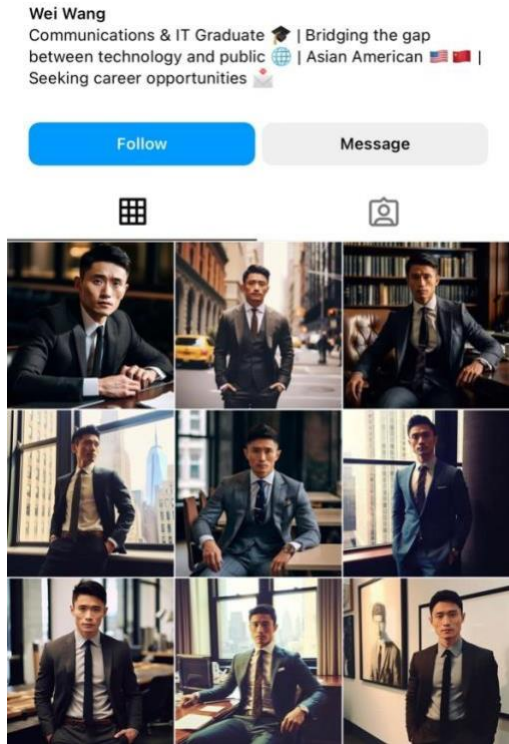 Wei Wang
Communications & IT Graduate 🎓 | Bridging the gap
between technology and public 🌐 | Asian American 🇺🇸 🇨🇳 |
Seeking career opportunities 📩
Follow
Message